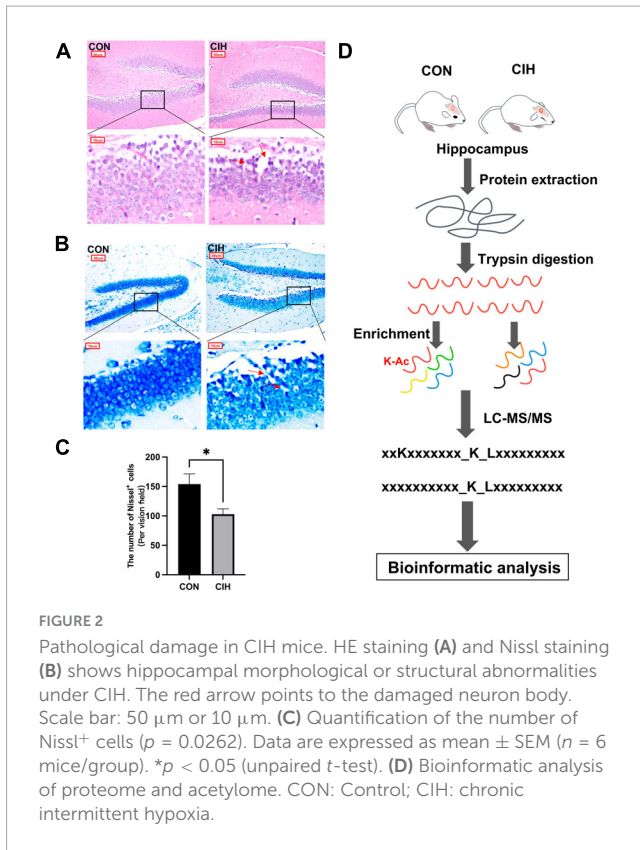 A
CON
CIH
B
CON
CIH
C
The number of Nissel⁺ cells
(Per vision field)
200
150
100
50
0
*
CON
CIH
D
CON
CIH
Hippocampus
Protein extraction
Trypsin digestion
Enrichment
K-Ac
LC-MS/MS
xxKxxxxxxx_K_Lxxxxxxxxx
xxxxxxxxxx_K_Lxxxxxxxxx
Bioinformatic analysis
FIGURE 2
Pathological damage in CIH mice. HE staining (A) and Nissl staining
(B) shows hippocampal morphological or structural abnormalities
under CIH. The red arrow points to the damaged neuron body.
Scale bar: 50 μm or 10 μm. (C) Quantification of the number of
Nissl⁺ cells (p = 0.0262). Data are expressed as mean ± SEM (n = 6
mice/group). *p < 0.05 (unpaired t-test). (D) Bioinformatic analysis
of proteome and acetylome. CON: Control; CIH: chronic
intermittent hypoxia.